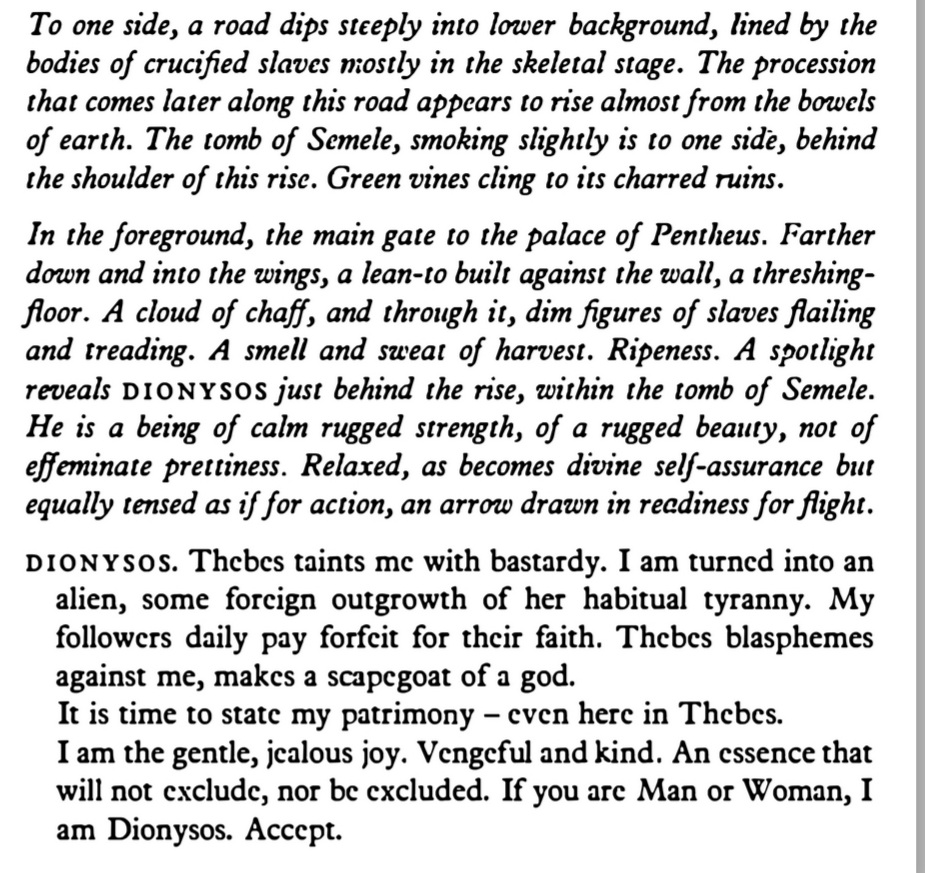 To one side, a road dips steeply into lower background, lined by the
bodies of crucified slaves mostly in the skeletal stage. The procession
that comes later along this road appears to rise almost from the bowels
of earth. The tomb of Semele, smoking slightly is to one side, behind
the shoulder of this rise. Green vines cling to its charred ruins.
In the foreground, the main gate to the palace of Pentheus. Farther
down and into the wings, a lean-to built against the wall, a threshing-
floor. A cloud of chaff, and through it, dim figures of slaves flailing
and treading. A smell and sweat of harvest. Ripeness. A spotlight
reveals DIONYSOS just behind the rise, within the tomb of Semele.
He is a being of calm rugged strength, of a rugged beauty, not of
effeminate prettiness. Relaxed, as becomes divine self-assurance but
equally tensed as if for action, an arrow drawn in readiness for flight.
DIONYSOS. Thebes taints me with bastardy. I am turned into an
alien, some foreign outgrowth of her habitual tyranny. My
followers daily pay forfeit for their faith. Thebes blasphemes
against me, makes a scapegoat of a god.
It is time to state my patrimony – even here in Thebes.
I am the gentle, jealous joy. Vengeful and kind. An essence that
will not exclude, nor be excluded. If you are Man or Woman, I
am Dionysos. Accept.